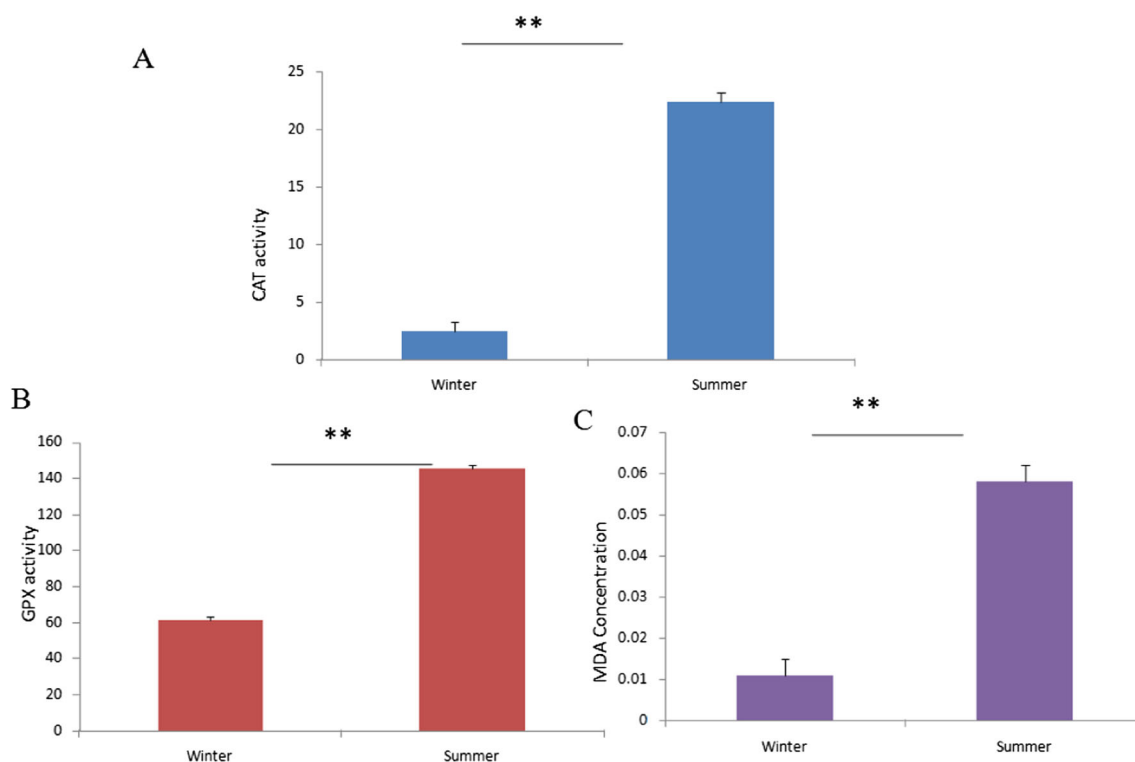 **
A
25
20
15
10
5
0
CAT activity
Winter Summer
B
**
160
140
120
100
80
60
40
20
0
GPX activity
Winter Summer
C
**
0.07
0.06
0.05
0.04
0.03
0.02
0.01
0
MDA Concentration
Winter Summer